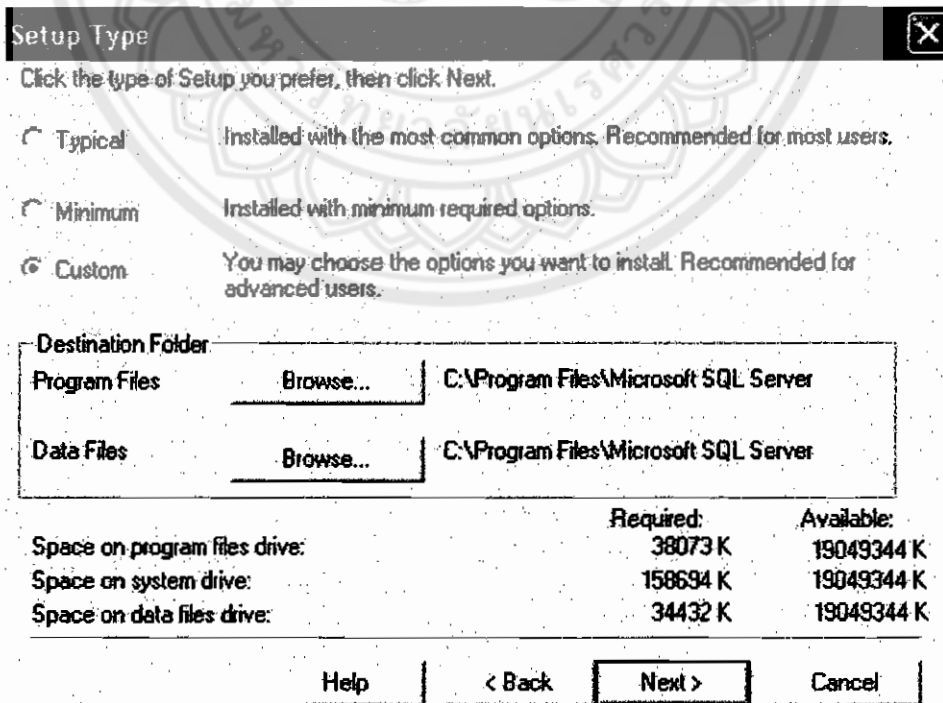 Setup Type
Click the type of Setup you prefer, then click Next.
Typical Installed with the most common options. Recommended for most users.
Minimum Installed with minimum required options.
Custom You may choose the options you want to install. Recommended for
advanced users.
Destination Folder
Program Files Browse... C:\Program Files\Microsoft SQL Server
Data Files Browse... C:\Program Files\Microsoft SQL Server
Required: Available:
Space on program files drive: 38073 K 19049344 K
Space on system drive: 158694 K 19049344 K
Space on data files drive: 34432 K 19049344 K
Help < Back Next > Cancel